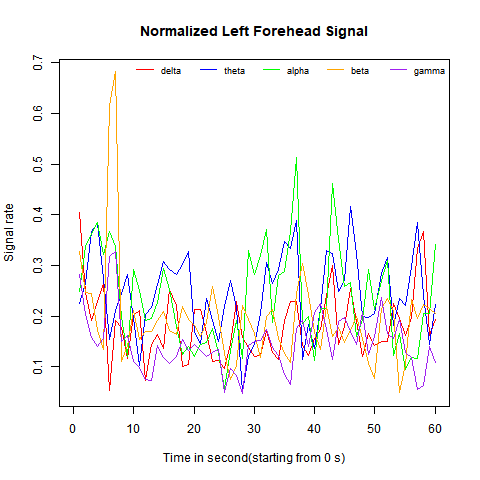 Normalized Left Forehead Signal
delta theta alpha beta gamma
0.7
0.6
0.5
0.4
0.3
0.2
0.1
Signal rate
0 10 20 30 40 50 60
Time in second(starting from 0 s)